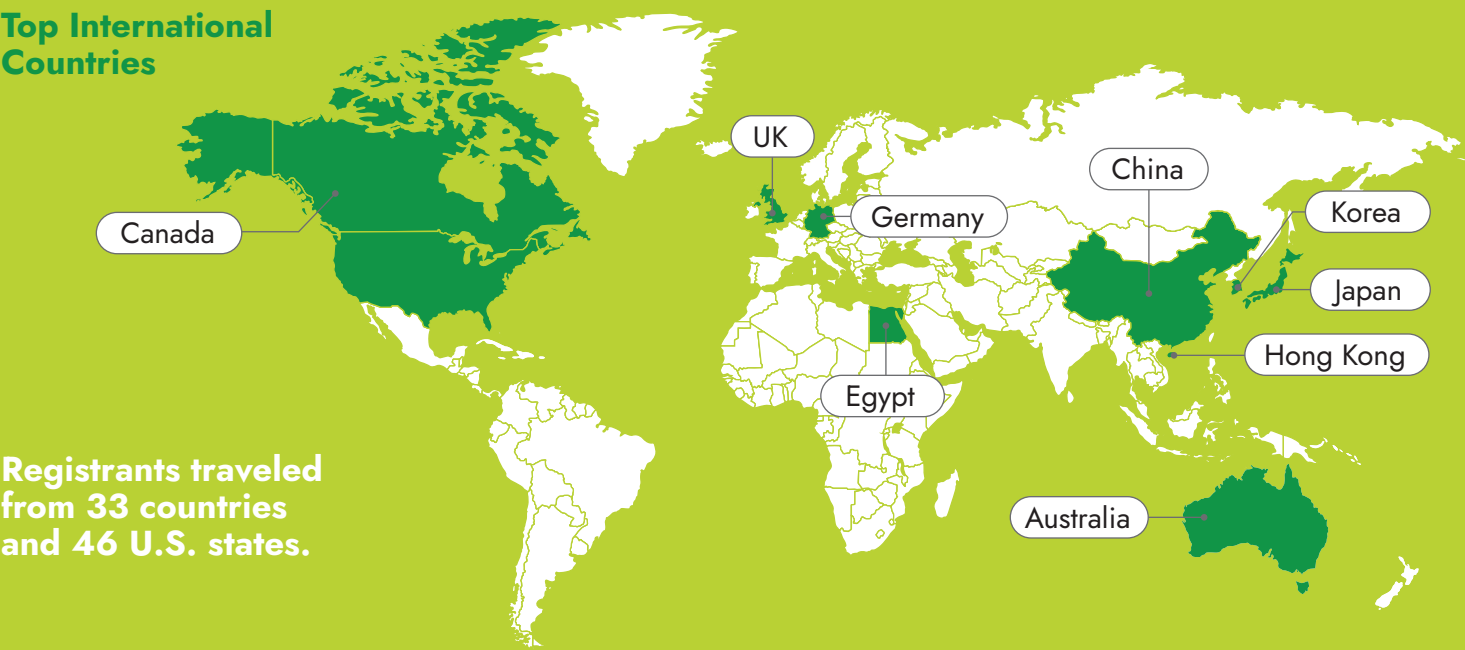 Top International
Countries
UK
China
Canada
Germany
Korea
Japan
Hong Kong
Egypt
Registrants traveled
from 33 countries
and 46 U.S. states.
Australia